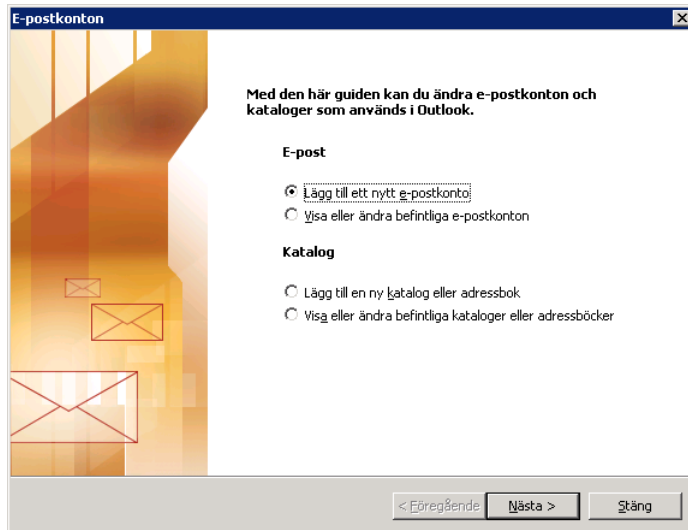 E-postkonton
Med den här guiden kan du ändra e-postkonton och
kataloger som används i Outlook.
E-post
Lägg till ett nytt e-postkonto
Visa eller ändra befintliga e-postkonton
Katalog
Lägg till en ny katalog eller adressbok
Visa eller ändra befintliga kataloger eller adressböcker
< Föregående Nästa > Stäng